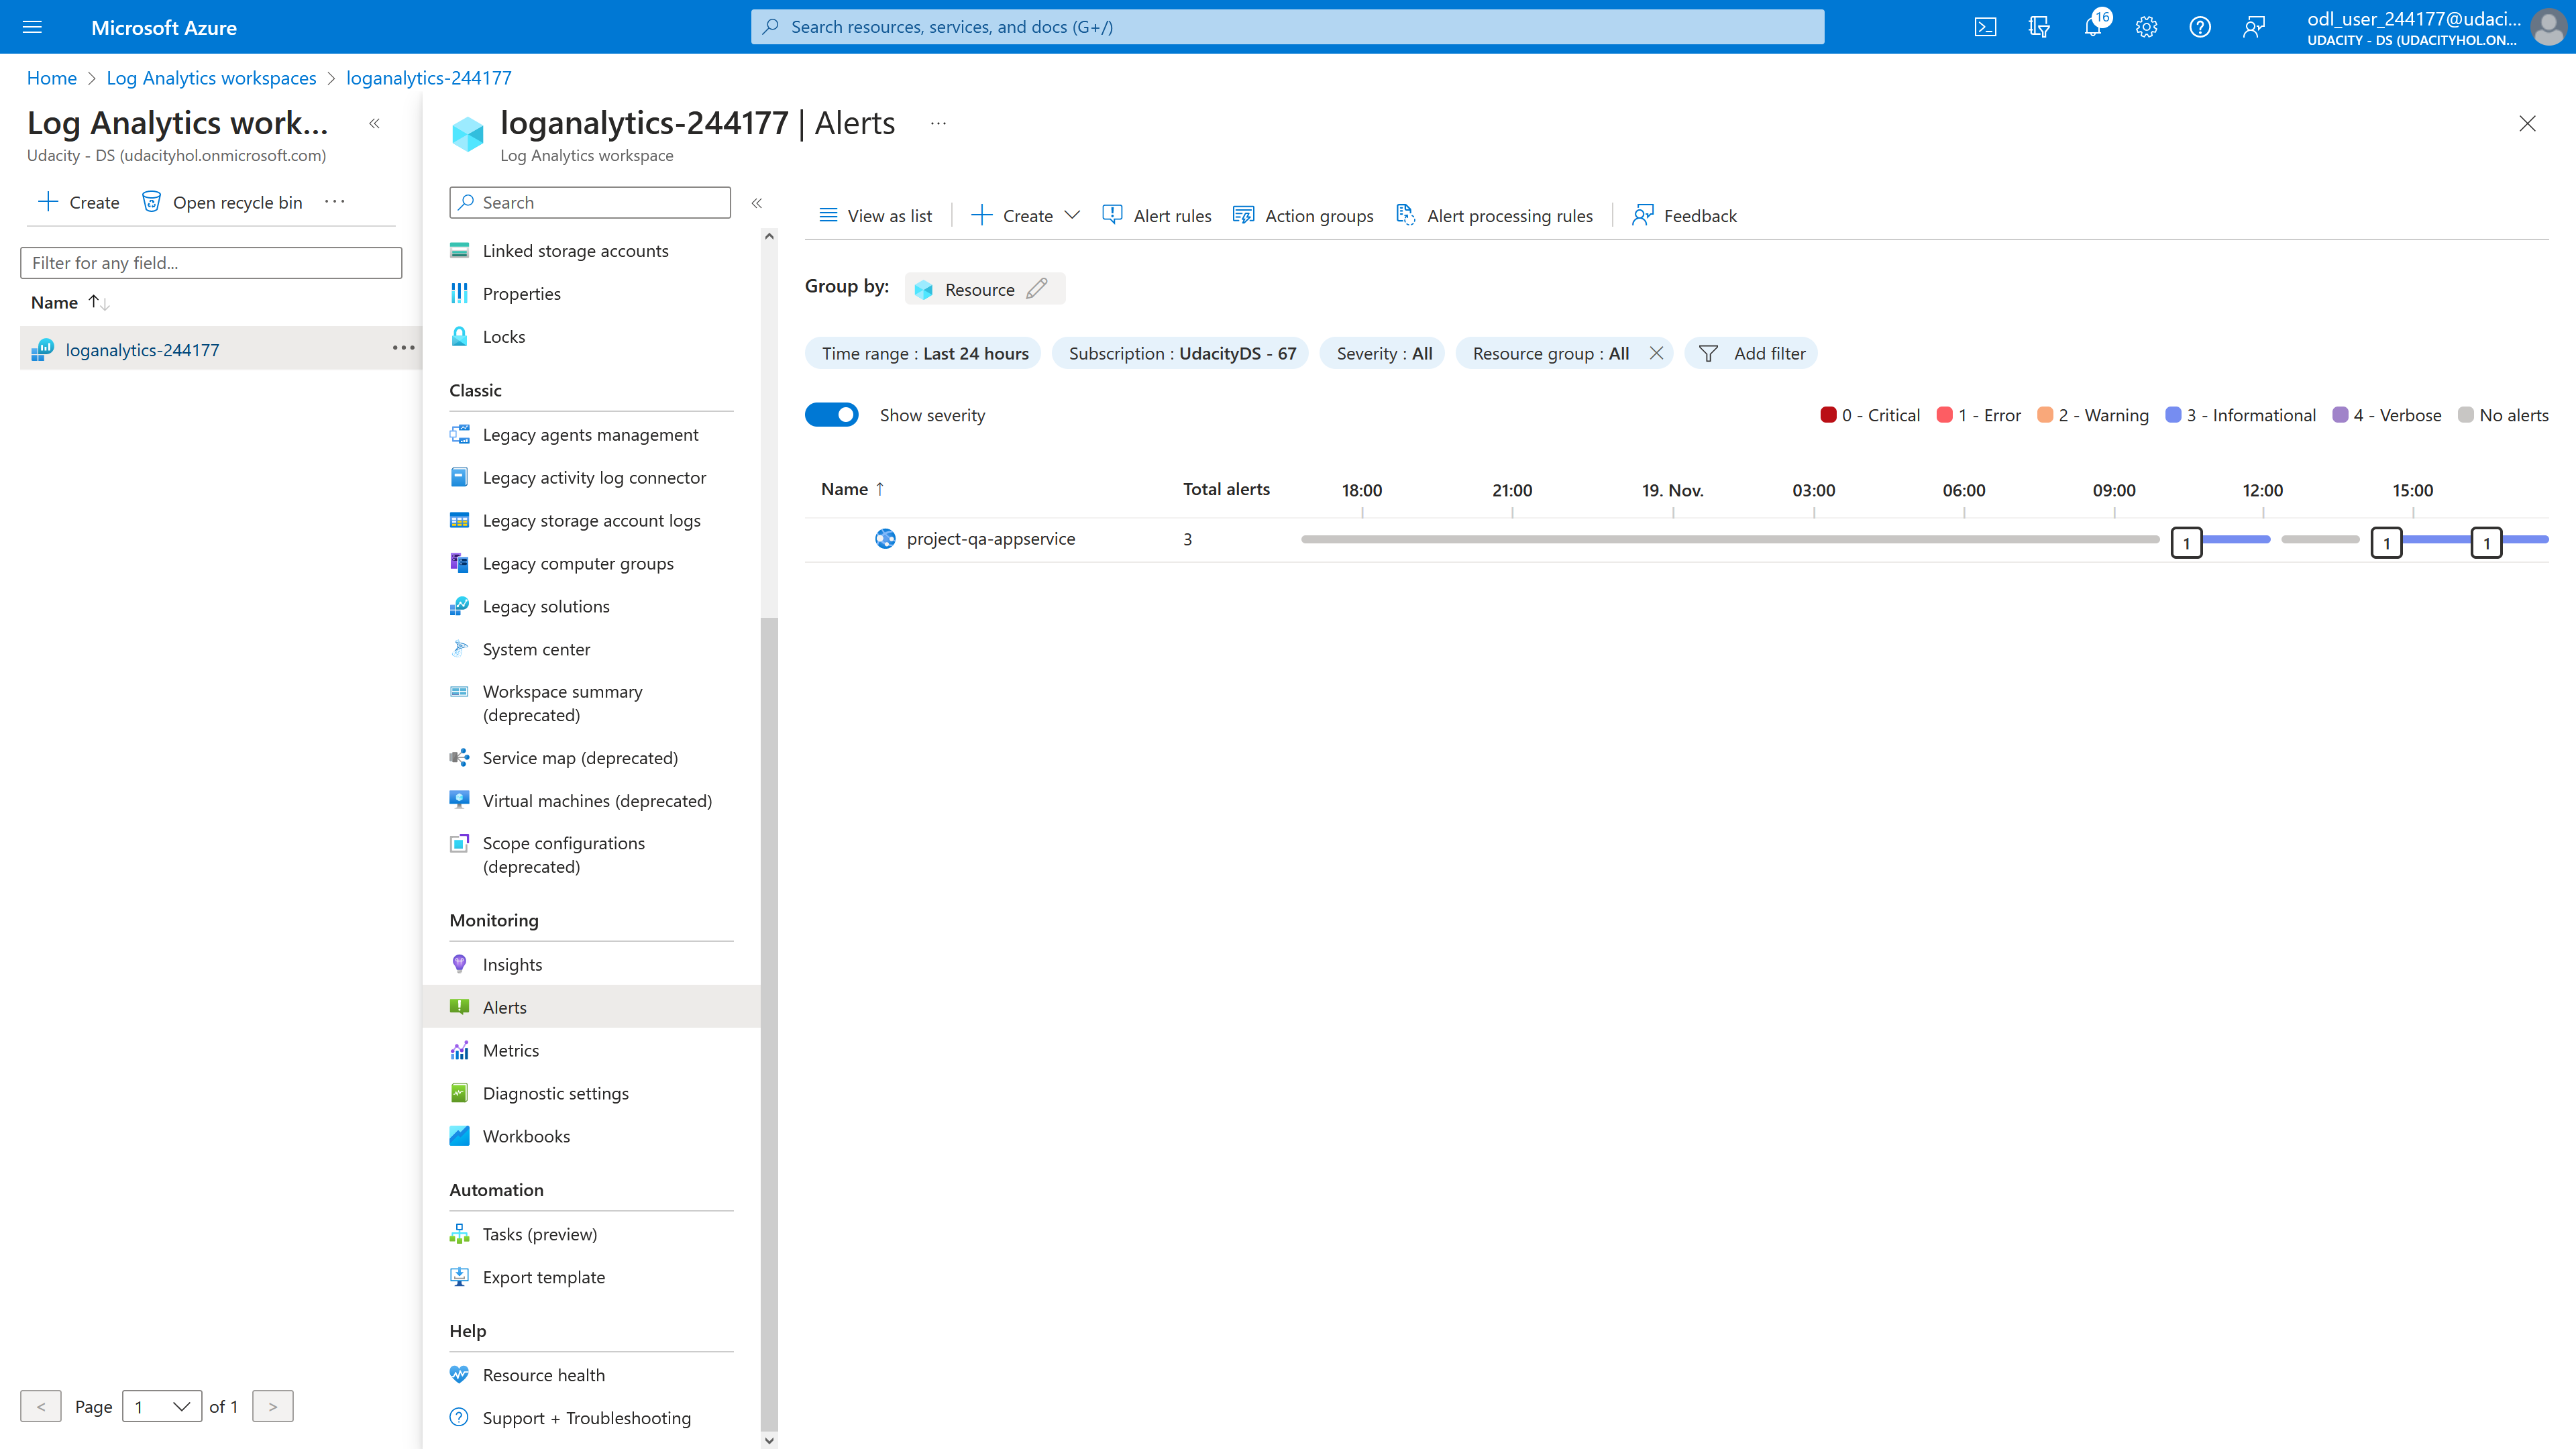 Microsoft Azure
Search resources, services, and docs (G+/)
16
odl_user_244177@udaci...
UDACITY - DS (UDACITYHOL.ON...
Home > Log Analytics workspaces > loganalytics-244177
Log Analytics work...
Udacity - DS (udacityhol.onmicrosoft.com)
Create
Open recycle bin
Filter for any field...
Name
loganalytics-244177
< Page 1 of 1 >
loganalytics-244177 | Alerts
Log Analytics workspace
Search
Linked storage accounts
Properties
Locks
Classic
Legacy agents management
Legacy activity log connector
Legacy storage account logs
Legacy computer groups
Legacy solutions
System center
Workspace summary
(deprecated)
Service map (deprecated)
Virtual machines (deprecated)
Scope configurations
(deprecated)
Monitoring
Insights
Alerts
Metrics
Diagnostic settings
Workbooks
Automation
Tasks (preview)
Export template
Help
Resource health
Support + Troubleshooting
View as list
Create
Alert rules
Action groups
Alert processing rules
Feedback
Group by: Resource
Time range : Last 24 hours
Subscription : UdacityDS - 67
Severity : All
Resource group : All
Add filter
Show severity
0 - Critical
1 - Error
2 - Warning
3 - Informational
4 - Verbose
No alerts
Name ↑ Total alerts 18:00 21:00 19. Nov. 03:00 06:00 09:00 12:00 15:00
project-qa-appservice 3 1 1 1